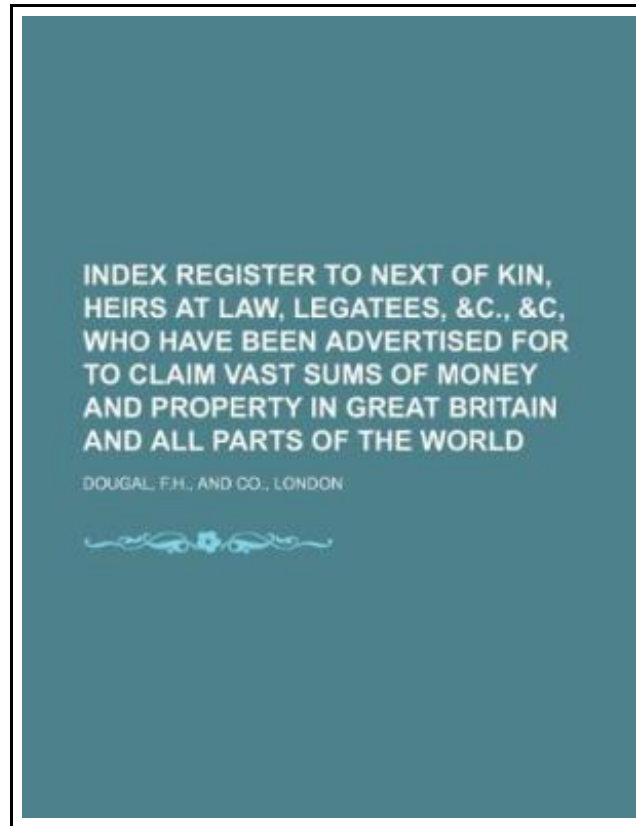 INDEX REGISTER TO NEXT OF KIN,
HEIRS AT LAW, LEGATEES, &C., &C,
WHO HAVE BEEN ADVERTISED FOR
TO CLAIM VAST SUMS OF MONEY
AND PROPERTY IN GREAT BRITAIN
AND ALL PARTS OF THE WORLD
DOUGAL, F.H., AND CO., LONDON